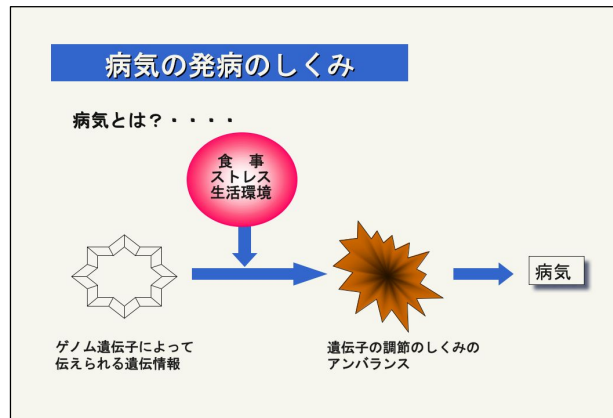 病気の発病のしくみ
病気とは?・・・・
食 事
ストレス
生活環境
病気
ゲノム遺伝子によって
伝えられる遺伝情報
遺伝子の調節のしくみの
アンバランス